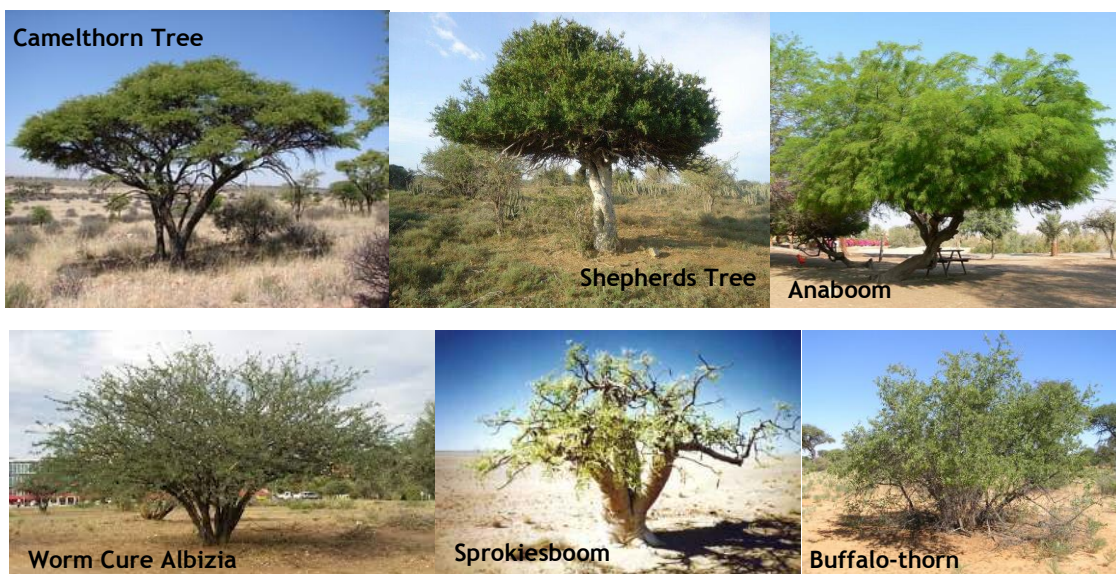 Camelthorn Tree
Shepherds Tree
Anaboom
Worm Cure Albizia
Sprokiesboom
Buffalo-thorn